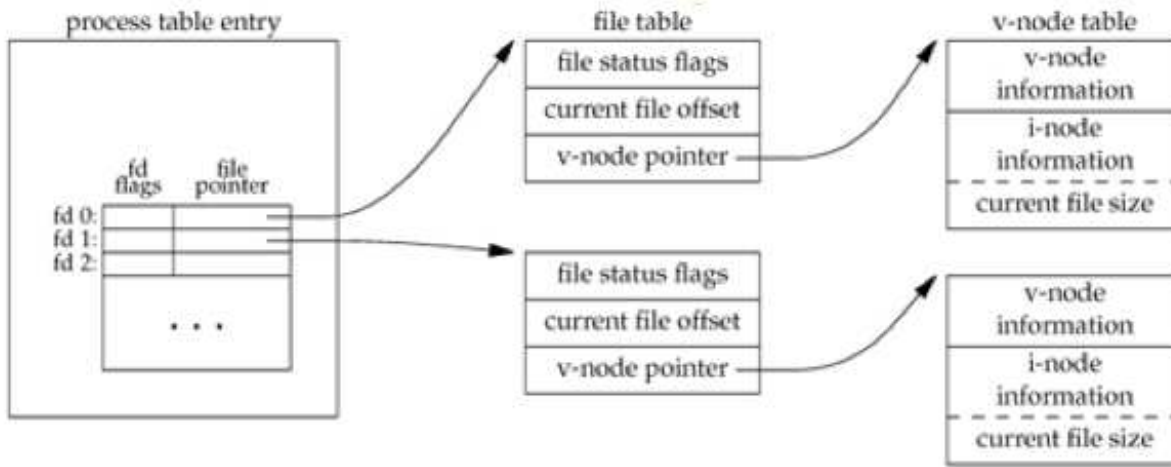 process table entry
fd
flags
file
pointer
fd 0:
fd 1:
fd 2:
. . .
file table
file status flags
current file offset
v-node pointer
file status flags
current file offset
v-node pointer
v-node table
v-node
information
i-node
information
current file size
v-node
information
i-node
information
current file size